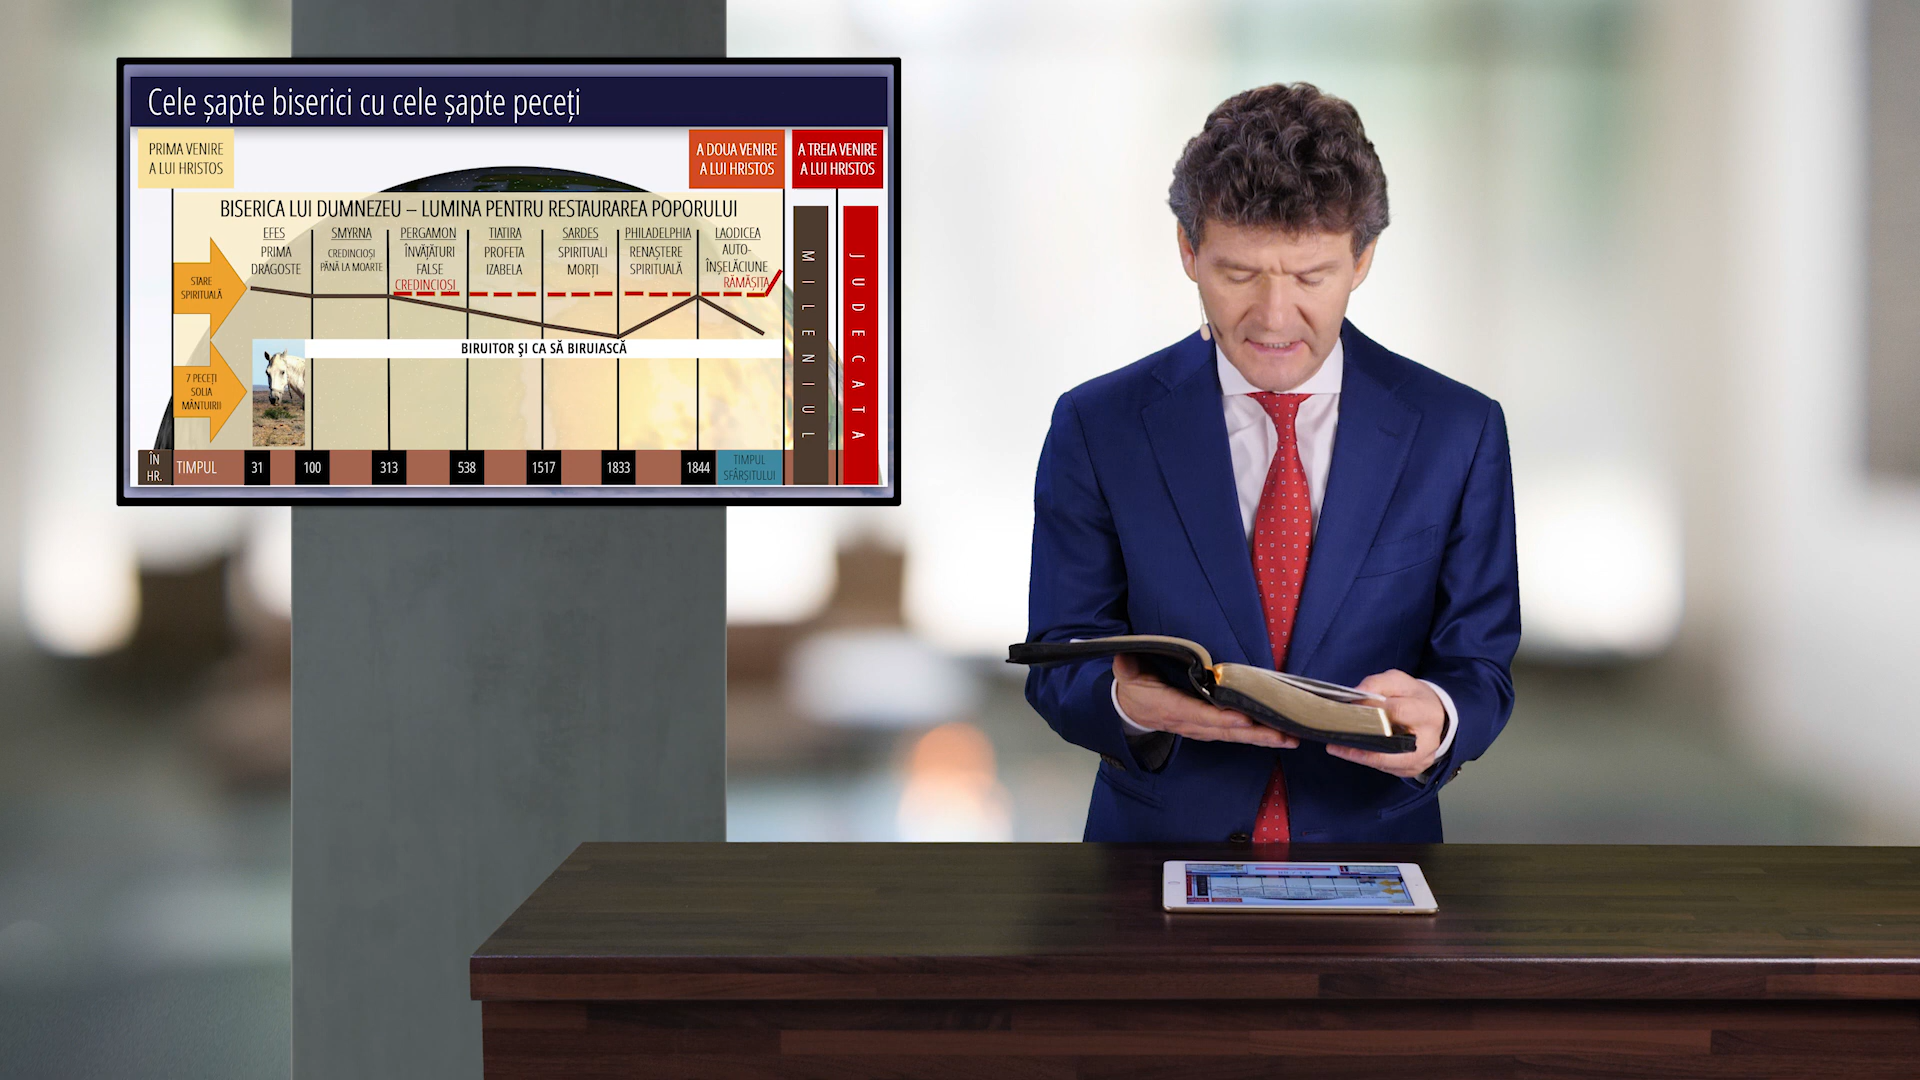 Cele șapte biserici cu cele șapte peceți
PRIMA VENIRE
A LUI HRISTOS
A DOUA VENIRE
A LUI HRISTOS
A TREIA VENIRE
A LUI HRISTOS
BISERICA LUI DUMNEZEU – LUMINA PENTRU RESTAURAREA POPORULUI
EFES
PRIMA
DRAGOSTE
SMYRNA
CREDINCIOȘI
PÂNĂ LA MOARTE
PERGAMON
ÎNVĂȚĂTURI
FALSE
CREDINCIOȘI
TIATIRA
PROFETA
IZABELA
SARDES
SPIRITUALI
MORȚI
PHILADELPHIA
RENAȘTERE
SPIRITUALĂ
LAODICEA
AUTO-
ÎNȘELĂCIUNE
RĂMĂȘIȚA
STARE
SPIRITUALĂ
BIRUITOR ŞI CA SĂ BIRUIASCĂ
7 PECEȚI
SOLIA
MÂNTUIRII
MILENIUL
JUDECATA
ÎN
HR.
TIMPUL
31
100
313
538
1517
1833
1844
TIMPUL
SFÂRȘITULUI